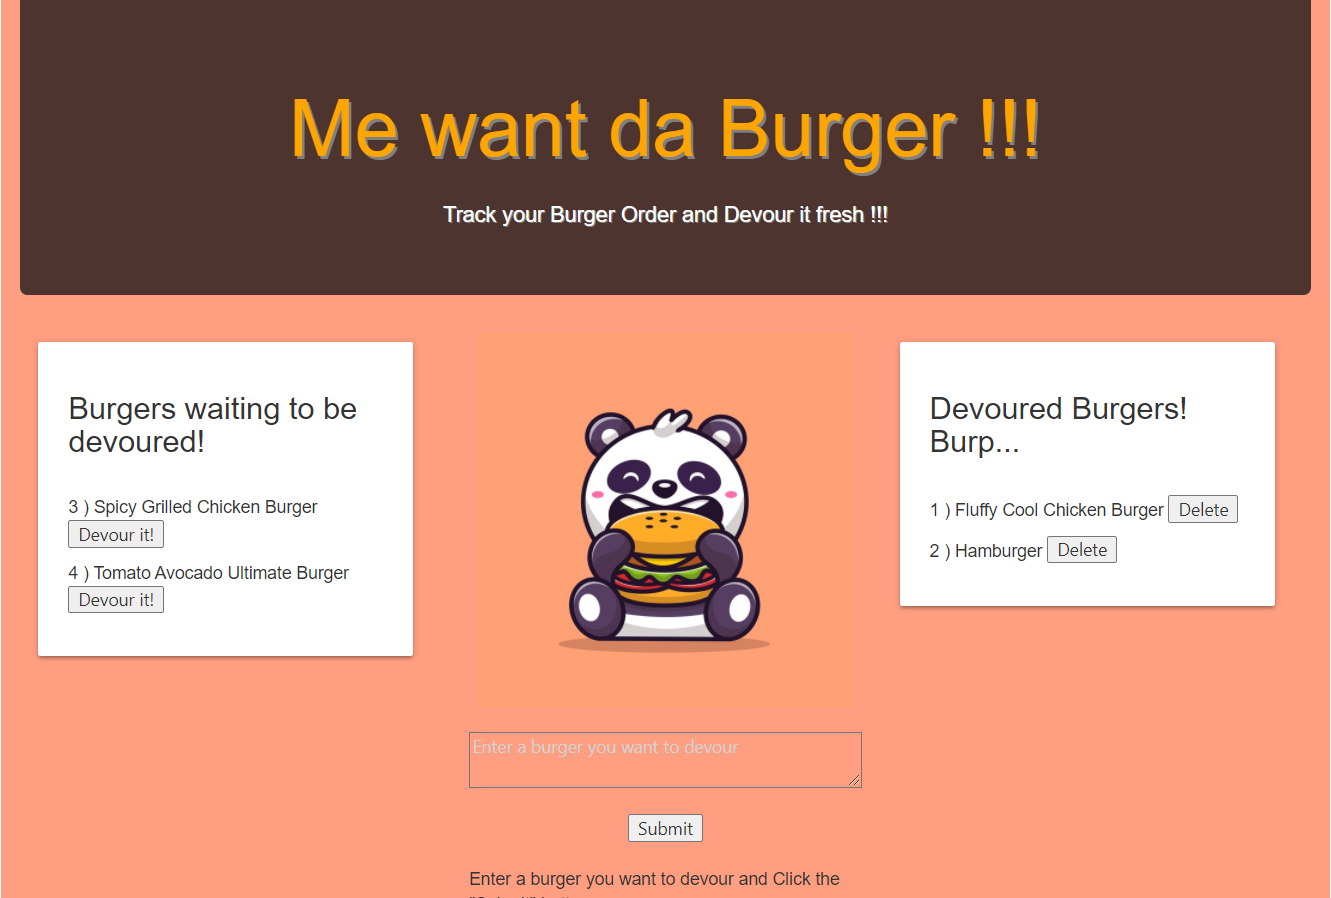 Me want da Burger !!!
Track your Burger Order and Devour it fresh !!!
Burgers waiting to be
devoured!
3 ) Spicy Grilled Chicken Burger
Devour it!
4 ) Tomato Avocado Ultimate Burger
Devour it!
Enter a burger you want to devour
Submit
Enter a burger you want to devour and Click the
Devoured Burgers!
Burp...
1 ) Fluffy Cool Chicken Burger Delete
2 ) Hamburger Delete